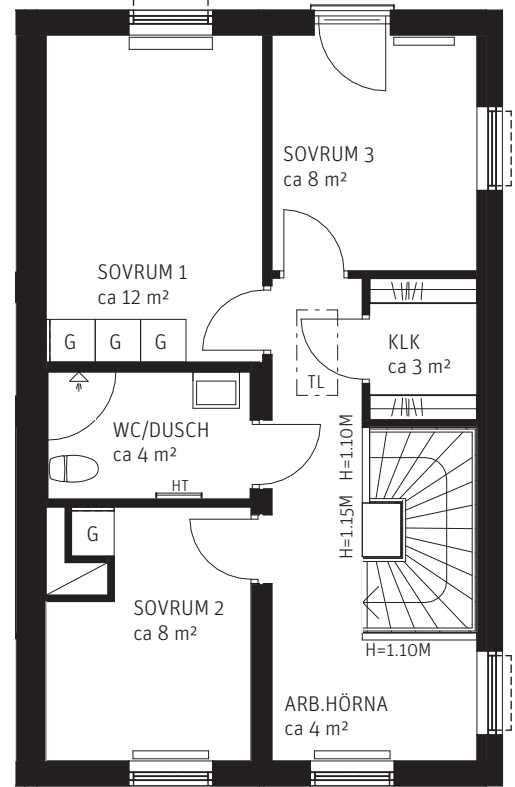 SOVRUM 3
ca 8 m²
SOVRUM 1
ca 12 m²
G
G
G
TL
KLK
ca 3 m²
WC/DUSCH
ca 4 m²
HT
H=1.10M
H=1.15M
G
SOVRUM 2
ca 8 m²
H=1.10M
ARB.HÖRNA
ca 4 m²